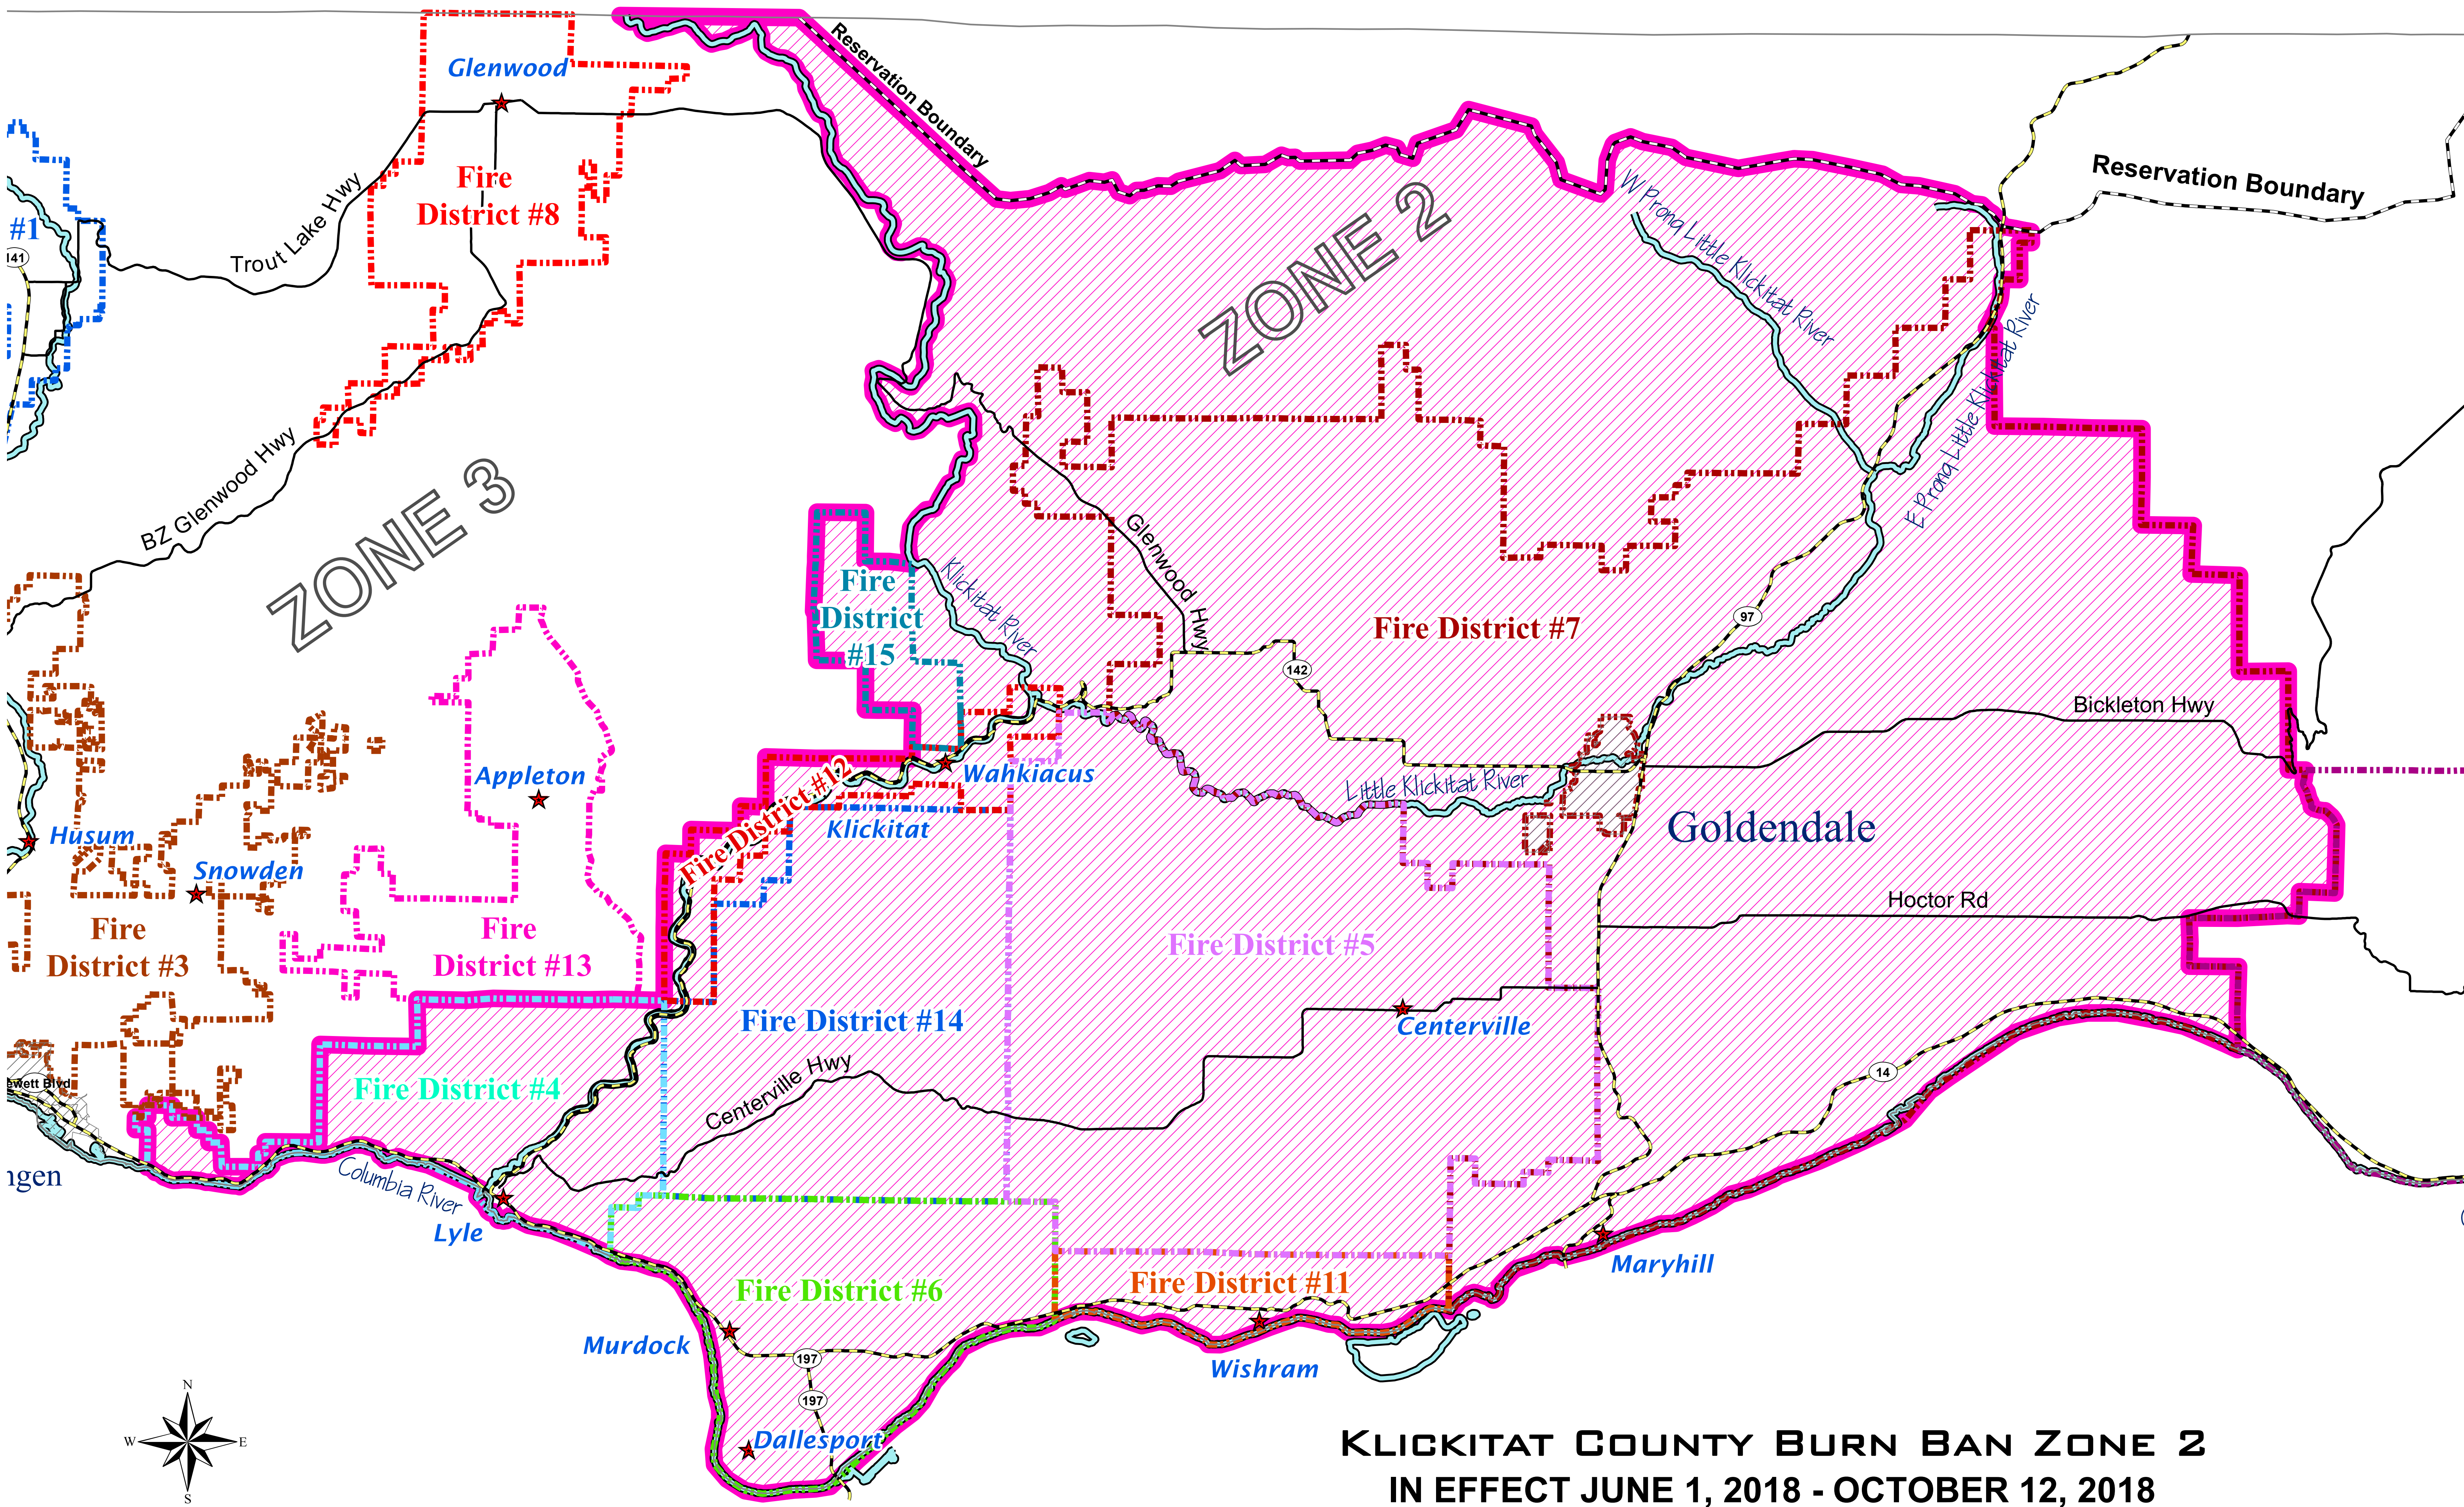 Glenwood
Reservation Boundary
Reservation Boundary
Fire
District #8
#1
141
Trout Lake Hwy
W Prong Little Klickitat River
ZONE 2
E Prong Little Klickitat River
BZ Glenwood Hwy
ZONE 3
Glenwood Hwy
Klickitat River
Fire
District
#15
Fire District #7
97
142
Bickleton Hwy
Appleton
Wahkiacus
Little Klickitat River
Fire District #12
Klickitat
Goldendale
Husum
Snowden
Hoctor Rd
Fire
District #3
Fire
District #13
Fire District #5
Fire District #14
Centerville
Fire District #4
Centerville Hwy
14
ewett Blvd
ngen
Columbia River
Lyle
Maryhill
Fire District #6
Fire District #11
Murdock
197
Wishram
197
Dallesport
N
W
E
S
KLICKITAT COUNTY BURN BAN ZONE 2
IN EFFECT JUNE 1, 2018 - OCTOBER 12, 2018